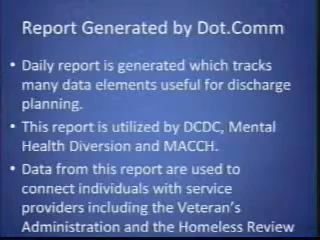 Report Generated by Dot.Comm
• Daily report is generated which tracks
many data elements useful for discharge
planning.
• This report is utilized by DCDC, Mental
Health Diversion and MACCH.
• Data from this report are used to
connect individuals with service
providers including the Veteran's
Administration and the Homeless Review